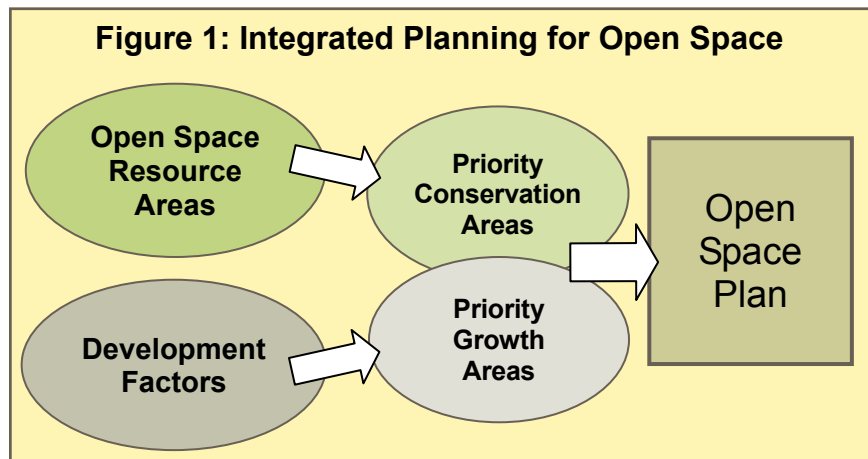 Figure 1: Integrated Planning for Open Space
Open Space
Resource
Areas
Priority
Conservation
Areas
Open
Space
Plan
Development
Factors
Priority
Growth
Areas